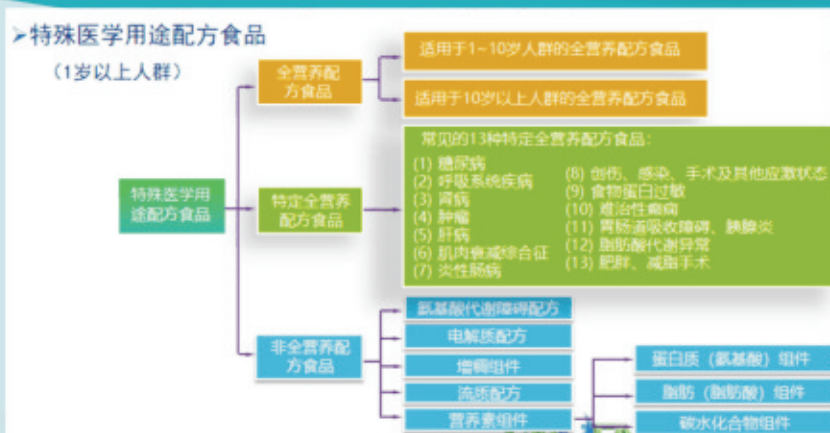 ➢特殊医学用途配方食品
（1岁以上人群）
特殊医学用
途配方食品
全营养配
方食品
适用于1~10岁人群的全营养配方食品
适用于10岁以上人群的全营养配方食品
特定全营养
配方食品
常见的13种特定全营养配方食品：
(1) 糖尿病
(2) 呼吸系统疾病
(3) 肾病
(4) 肿瘤
(5) 肝病
(6) 肌肉衰减综合征
(7) 炎性肠病
(8) 创伤、感染、手术及其他应激状态
(9) 食物蛋白过敏
(10) 难治性癫痫
(11) 胃肠道吸收障碍、胰腺炎
(12) 脂肪酸代谢异常
(13) 肥胖、减脂手术
非全营养配
方食品
氨基酸代谢障碍配方
电解质配方
增稠组件
流质配方
营养素组件
蛋白质（氨基酸）组件
脂肪（脂肪酸）组件
碳水化合物组件